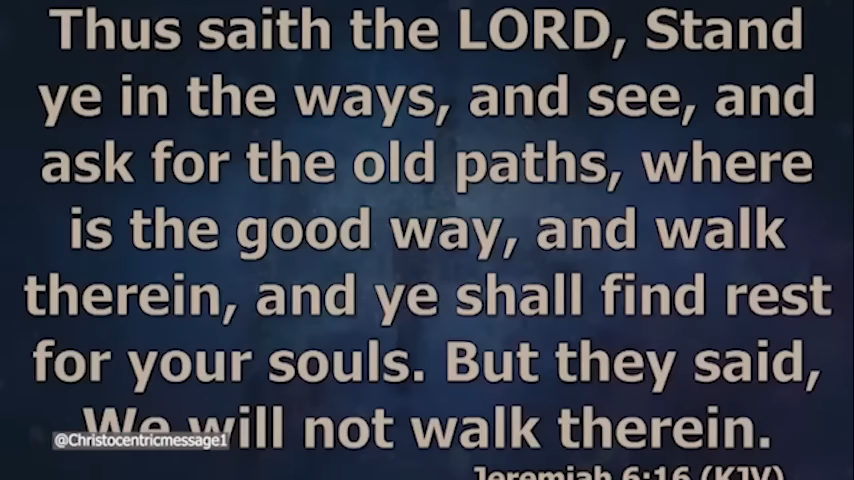 Thus saith the LORD, Stand
ye in the ways, and see, and
ask for the old paths, where
is the good way, and walk
therein, and ye shall find rest
for your souls. But they said,
We will not walk therein.
@Christocentricmessage1
Jeremiah 6:16 (KJV)